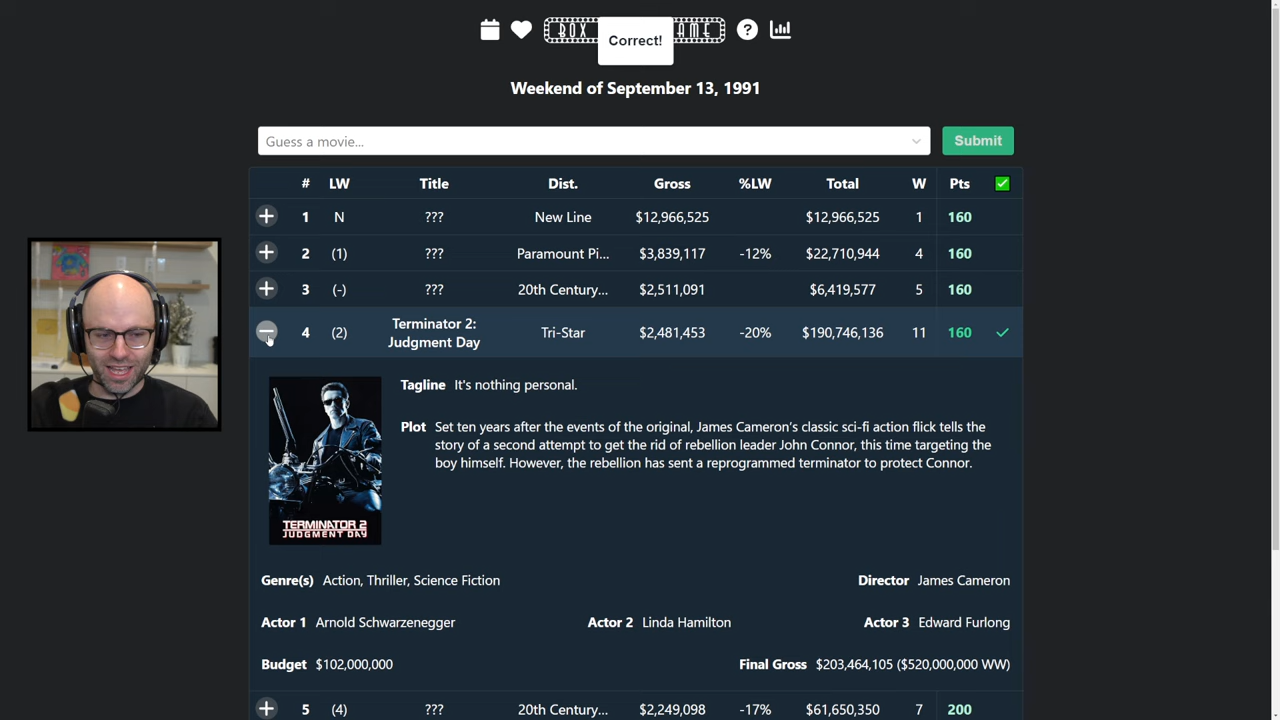 BOX
AME
Correct!
Weekend of September 13, 1991
Guess a movie...
Submit
# LW Title Dist. Gross %LW Total W Pts
1 N ??? New Line $12,966,525 $12,966,525 1 160
2 (1) ??? Paramount Pi... $3,839,117 -12% $22,710,944 4 160
3 (-) ??? 20th Century... $2,511,091 $6,419,577 5 160
4 (2) Terminator 2: Judgment Day Tri-Star $2,481,453 -20% $190,746,136 11 160
Tagline It's nothing personal.
Plot Set ten years after the events of the original, James Cameron's classic sci-fi action flick tells the
story of a second attempt to get the rid of rebellion leader John Connor, this time targeting the
boy himself. However, the rebellion has sent a reprogrammed terminator to protect Connor.
TERMINATOR 2
JUDGMENT DAY
Genre(s) Action, Thriller, Science Fiction Director James Cameron
Actor 1 Arnold Schwarzenegger Actor 2 Linda Hamilton Actor 3 Edward Furlong
Budget $102,000,000 Final Gross $203,464,105 ($520,000,000 WW)
5 (4) ??? 20th Century... $2,249,098 -17% $61,650,350 7 200